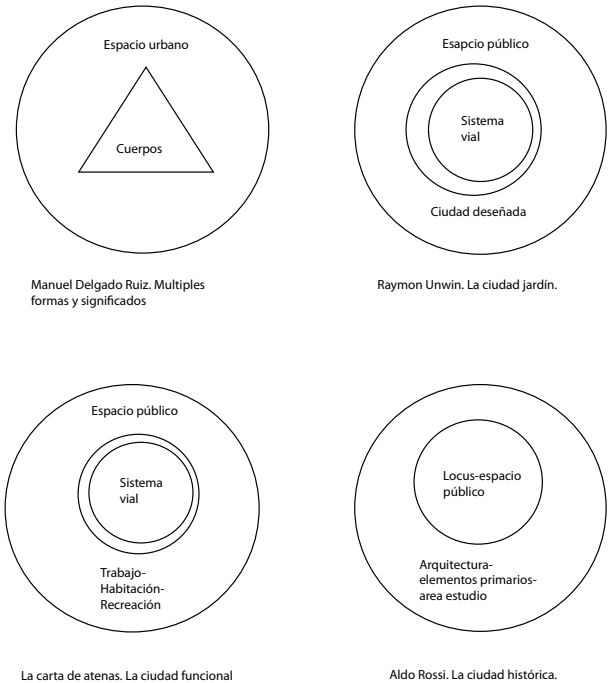 Espacio urbano
Cuerpos
Manuel Delgado Ruiz. Multiples
formas y significados
Esapcio público
Sistema
vial
Ciudad deseñada
Raymon Unwin. La ciudad jardín.
Espacio público
Sistema
vial
Trabajo-
Habitación-
Recreación
La carta de atenas. La ciudad funcional
Locus-espacio
público
Arquitectura-
elementos primarios-
area estudio
Aldo Rossi. La ciudad histórica.